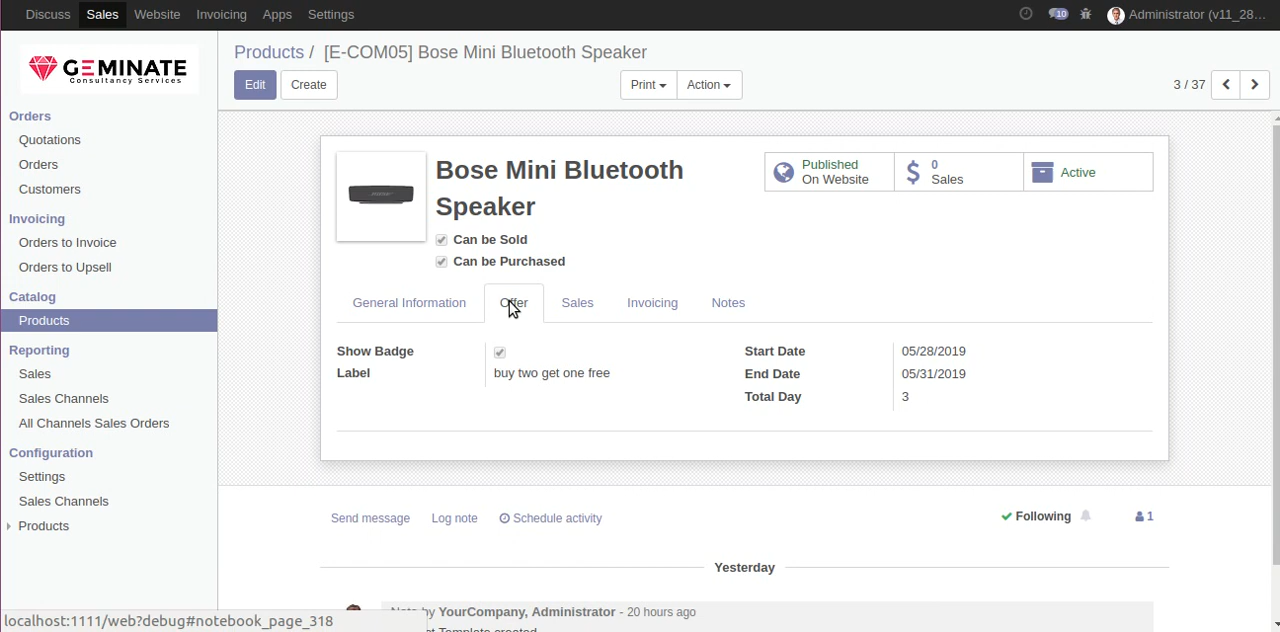 Discuss Sales Website Invoicing Apps Settings 10 Administrator (v11_28...
GEMINATE
Consultancy Services
Products / [E-COM05] Bose Mini Bluetooth Speaker
Edit Create Print Action 3 / 37
Orders
Quotations
Orders
Customers
Invoicing
Orders to Invoice
Orders to Upsell
Catalog
Products
Reporting
Sales
Sales Channels
All Channels Sales Orders
Configuration
Settings
Sales Channels
Products
Bose Mini Bluetooth
Speaker
Published
On Website
0
Sales
Active
Can be Sold
Can be Purchased
General Information Offer Sales Invoicing Notes
Show Badge
Label buy two get one free
Start Date 05/28/2019
End Date 05/31/2019
Total Day 3
Send message Log note Schedule activity Following 1
Yesterday
Note by YourCompany, Administrator - 20 hours ago
created
localhost:1111/web?debug#notebook_page_318